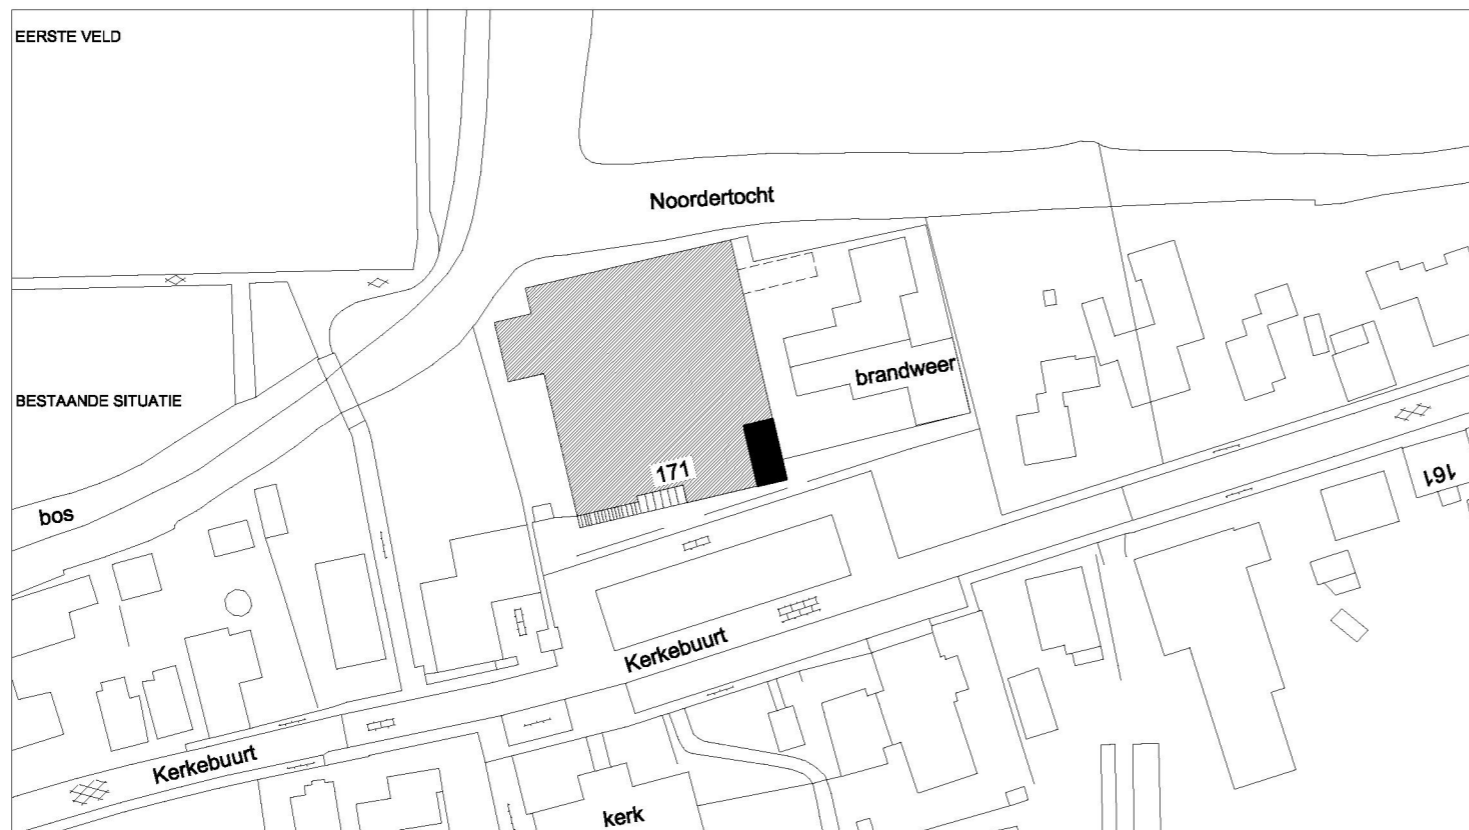 EERSTE VELD
Noordertocht
brandweer
BESTAANDE SITUATIE
171
161
bos
Kerkebuurt
Kerkebuurt
kerk